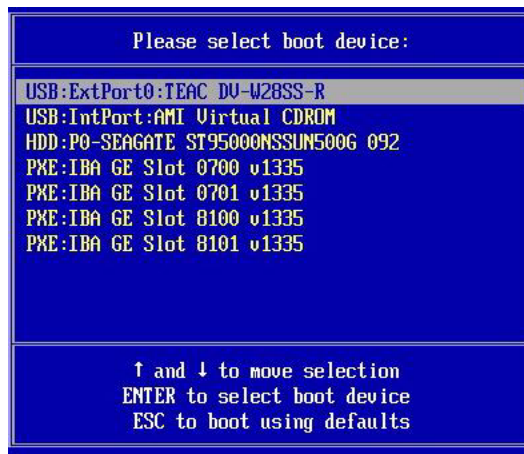 Please select boot device:
USB:ExtPort0:TEAC DV-W28SS-R
USB:IntPort:AMI Virtual CDROM
HDD:P0-SEAGATE ST95000NSSUN500G 092
PXE:IBA GE Slot 0700 v1335
PXE:IBA GE Slot 0701 v1335
PXE:IBA GE Slot 8100 v1335
PXE:IBA GE Slot 8101 v1335
↑ and ↓ to move selection
ENTER to select boot device
ESC to boot using defaults